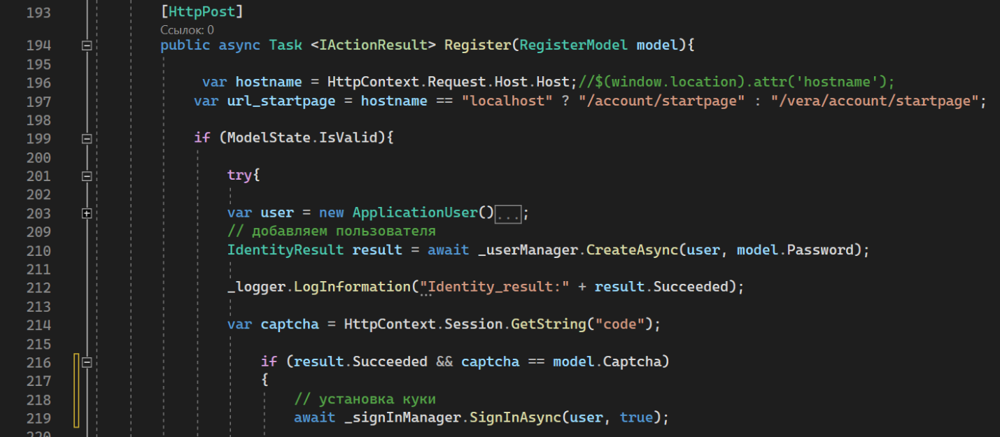 193 [HttpPost]
Ссылок: 0
194 public async Task <IActionResult> Register(RegisterModel model){
195
196 var hostname = HttpContext.Request.Host.Host;//$(window.location).attr('hostname');
197 var url_startpage = hostname == "localhost" ? "/account/startpage" : "/vera/account/startpage";
198
199 if (ModelState.IsValid){
200
201 try{
202
203 var user = new ApplicationUser()...;
209 // добавляем пользователя
210 IdentityResult result = await _userManager.CreateAsync(user, model.Password);
211
212 _logger.LogInformation("Identity_result:" + result.Succeeded);
213
214 var captcha = HttpContext.Session.GetString("code");
215
216 if (result.Succeeded && captcha == model.Captcha)
217 {
218 // установка куки
219 await _signInManager.SignInAsync(user, true);
220